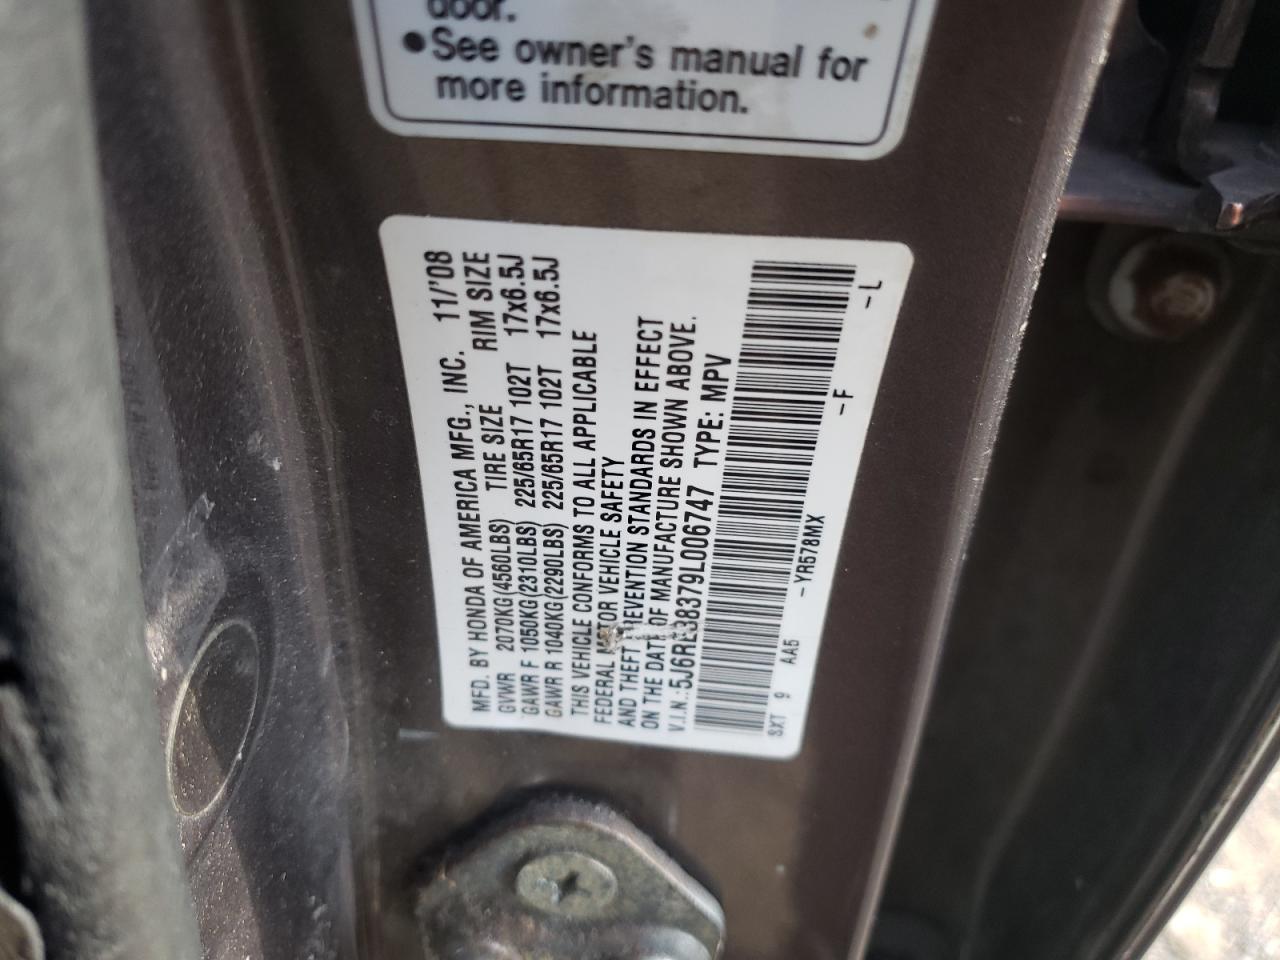 door.
●See owner's manual for
more information.
MFD. BY HONDA OF AMERICA MFG., INC. 11/'08
GVWR 2070KG(4560LBS) TIRE SIZE RIM SIZE
GAWR F 1050KG(2310LBS) 225/65R17 102T 17x6.5J
GAWR R 1040KG(2290LBS) 225/65R17 102T 17x6.5J
THIS VEHICLE CONFORMS TO ALL APPLICABLE
FEDERAL MOTOR VEHICLE SAFETY
AND THEFT PREVENTION STANDARDS IN EFFECT
ON THE DATE OF MANUFACTURE SHOWN ABOVE.
V.I.N.: TYPE: MPV
SXT 9 AA5 -YR578MX -F -L